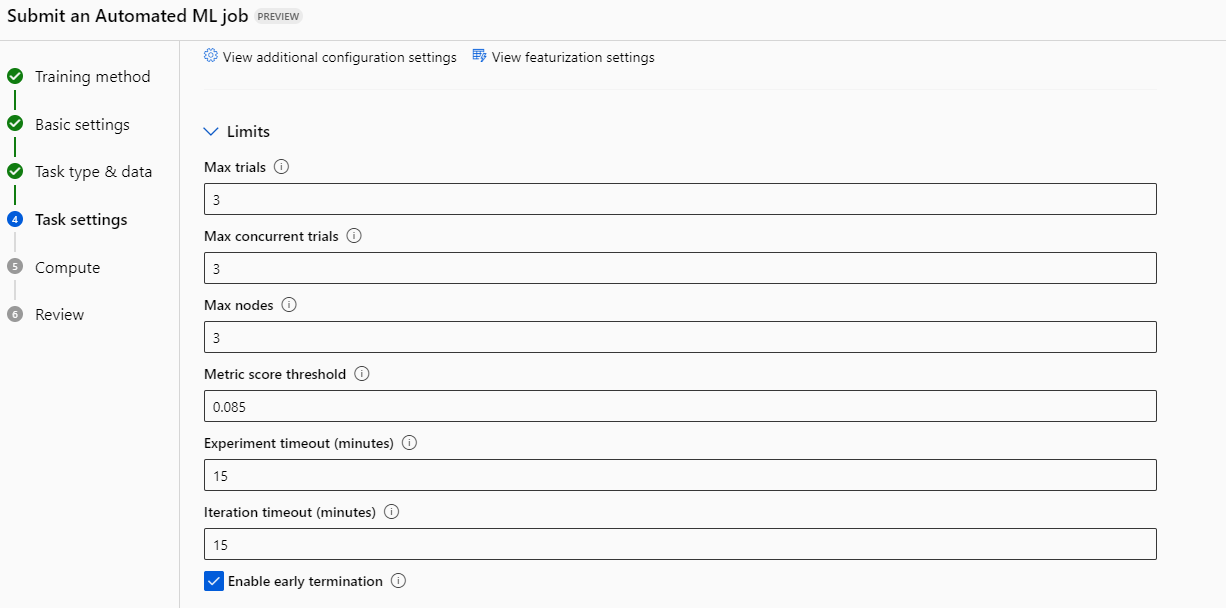 Submit an Automated ML job PREVIEW
View additional configuration settings View featurization settings
Training method
Basic settings
Task type & data
4 Task settings
5 Compute
6 Review
Limits
Max trials
3
Max concurrent trials
3
Max nodes
3
Metric score threshold
0.085
Experiment timeout (minutes)
15
Iteration timeout (minutes)
15
Enable early termination